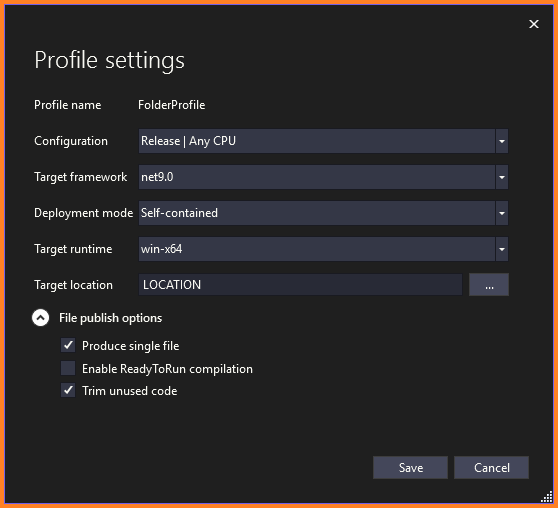 Profile settings
Profile name FolderProfile
Configuration Release | Any CPU
Target framework net9.0
Deployment mode Self-contained
Target runtime win-x64
Target location LOCATION ...
File publish options
Produce single file
Enable ReadyToRun compilation
Trim unused code
Save Cancel